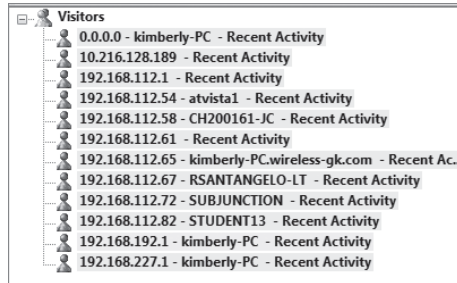 Visitors
0.0.0.0 - kimberly-PC - Recent Activity
10.216.128.189 - Recent Activity
192.168.112.1 - Recent Activity
192.168.112.54 - atvista1 - Recent Activity
192.168.112.58 - CH200161-JC - Recent Activity
192.168.112.61 - Recent Activity
192.168.112.65 - kimberly-PC.wireless-gk.com - Recent Ac..
192.168.112.67 - RSANTANGELO-LT - Recent Activity
192.168.112.72 - SUBJUNCTION - Recent Activity
192.168.112.82 - STUDENT13 - Recent Activity
192.168.192.1 - kimberly-PC - Recent Activity
192.168.227.1 - kimberly-PC - Recent Activity